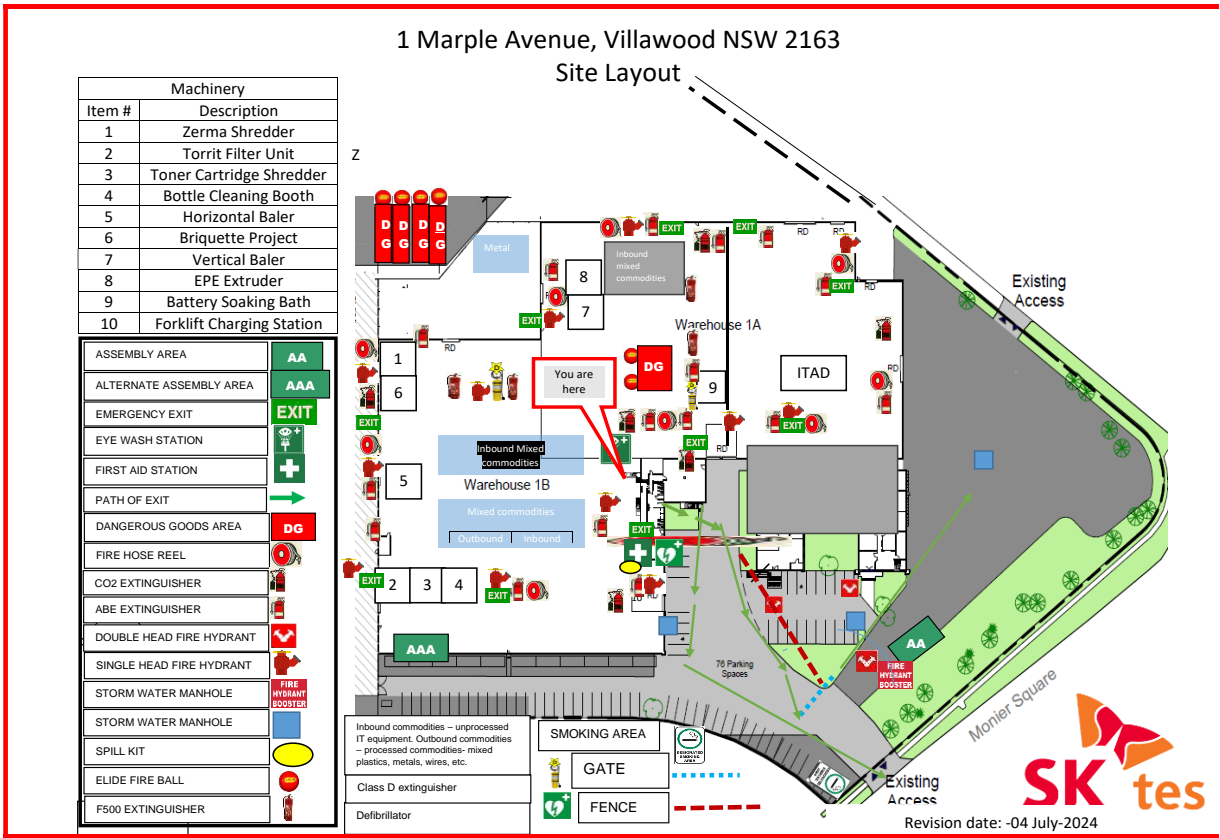 1 Marple Avenue, Villawood NSW 2163
Site Layout
Machinery
Item # Description
1 Zerma Shredder
2 Torrit Filter Unit
3 Toner Cartridge Shredder
4 Bottle Cleaning Booth
5 Horizontal Baler
6 Briquette Project
7 Vertical Baler
8 EPE Extruder
9 Battery Soaking Bath
10 Forklift Charging Station
ASSEMBLY AREA AA
ALTERNATE ASSEMBLY AREA AAA
EMERGENCY EXIT EXIT
EYE WASH STATION
FIRST AID STATION
PATH OF EXIT
DANGEROUS GOODS AREA DG
FIRE HOSE REEL
CO2 EXTINGUISHER
ABE EXTINGUISHER
DOUBLE HEAD FIRE HYDRANT
SINGLE HEAD FIRE HYDRANT
STORM WATER MANHOLE FIRE
HYDRANT
BOOSTER
STORM WATER MANHOLE
SPILL KIT
ELIDE FIRE BALL
F500 EXTINGUISHER
Z
D D D D
G G G G
Metal
Inbound
mixed
commodities
EXIT
EXIT
RD
RD
8
7
EXIT
EXIT
RD
RD
Existing
Access
Warehouse 1A
1
6
You are
here
DG
9
ITAD
EXIT
EXIT
EXIT
RD
Inbound Mixed
commodities
Warehouse 1B
5
Mixed commodities
Outbound Inbound
EXIT
EXIT
2 3 4
EXIT
RD
AAA
AA
76 Parking
Spaces
FIRE
HYDRANT
BOOSTER
Monier Square
Existing
Access
Inbound commodities – unprocessed
IT equipment. Outbound commodities
– processed commodities- mixed
plastics, metals, wires, etc.
Class D extinguisher
Defibrillator
SMOKING AREA
DESIGNATED
SMOKING
AREA
GATE
FENCE
SK tes
Revision date: -04 July-2024